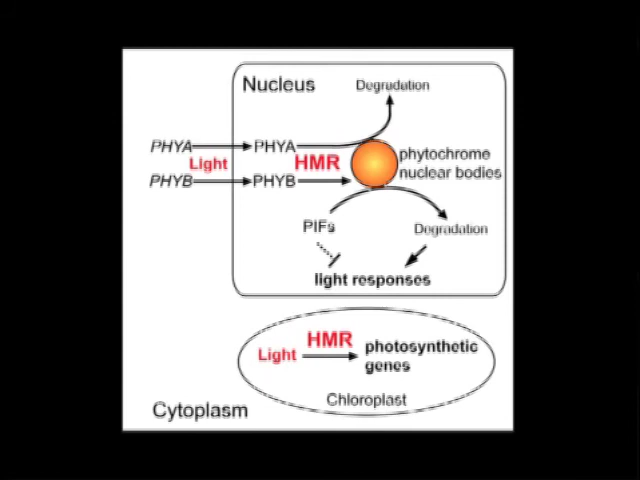 Nucleus
Degradation
PHYA
PHYA
Light
HMR
phytochrome
nuclear bodies
PHYB
PHYB
PIFs
Degradation
light responses
HMR
Light
photosynthetic
genes
Chloroplast
Cytoplasm